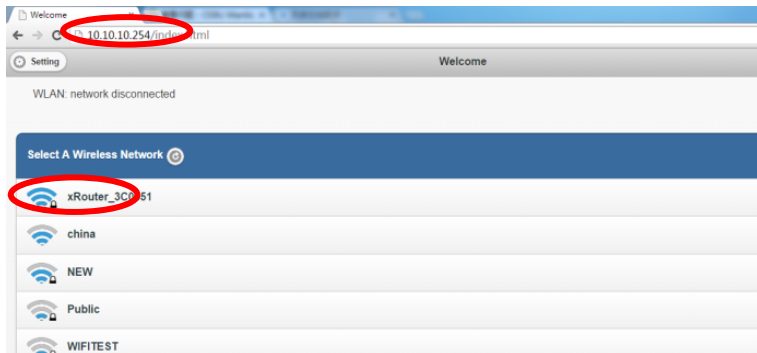 Welcome
10.10.10.254/index.html
Setting
Welcome
WLAN: network disconnected
Select A Wireless Network
china
NEW
Public
WIFITEST